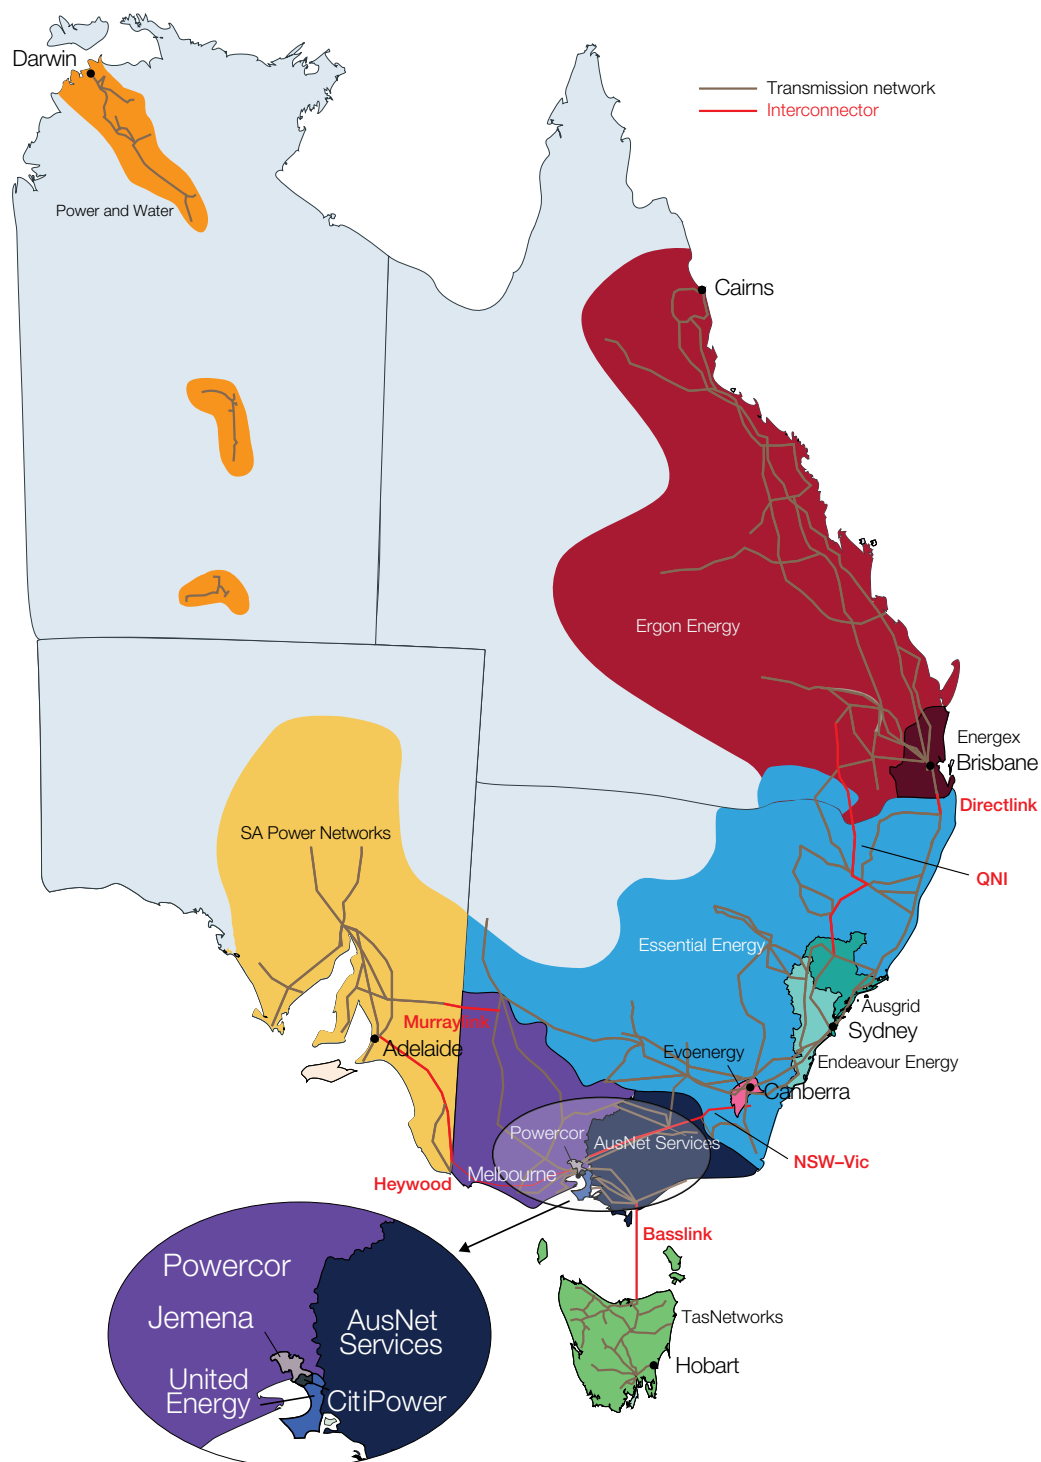 Darwin
Transmission network
Interconnector
Power and Water
Cairns
Ergon Energy
Energex
Brisbane
Directlink
SA Power Networks
QNI
Essential Energy
Ausgrid
Murraylink
Sydney
Adelaide
Evoenergy
Endeavour Energy
Canberra
Powercor
AusNet Services
NSW–Vic
Melbourne
Heywood
Basslink
Powercor
Jemena
AusNet
Services
United
Energy
CitiPower
TasNetworks
Hobart